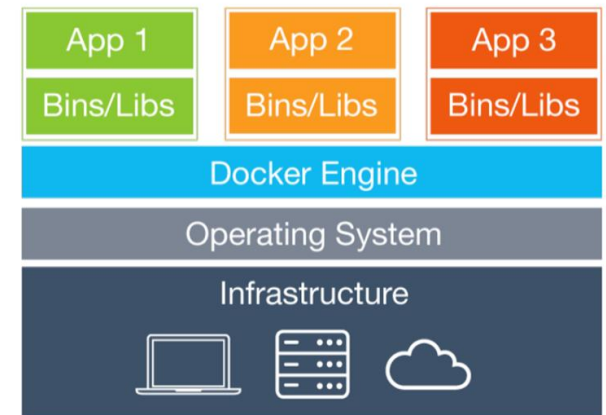 App 1
App 2
App 3
Bins/Libs
Bins/Libs
Bins/Libs
Docker Engine
Operating System
Infrastructure